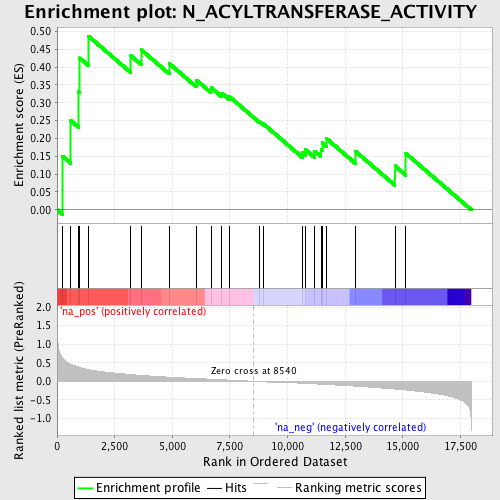 Enrichment plot: N_ACYLTRANSFERASE_ACTIVITY
Enrichment score (ES)
0.50
0.45
0.40
0.35
0.30
0.25
0.20
0.15
0.10
0.05
0.00
Ranked list metric (PreRanked)
2.0
1.5
1.0
0.5
0.0
-0.5
-1.0
'na_pos' (positively correlated)
Zero cross at 8540
'na_neg' (negatively correlated)
0 2,500 5,000 7,500 10,000 12,500 15,000 17,500
Rank in Ordered Dataset
Enrichment profile Hits Ranking metric scores